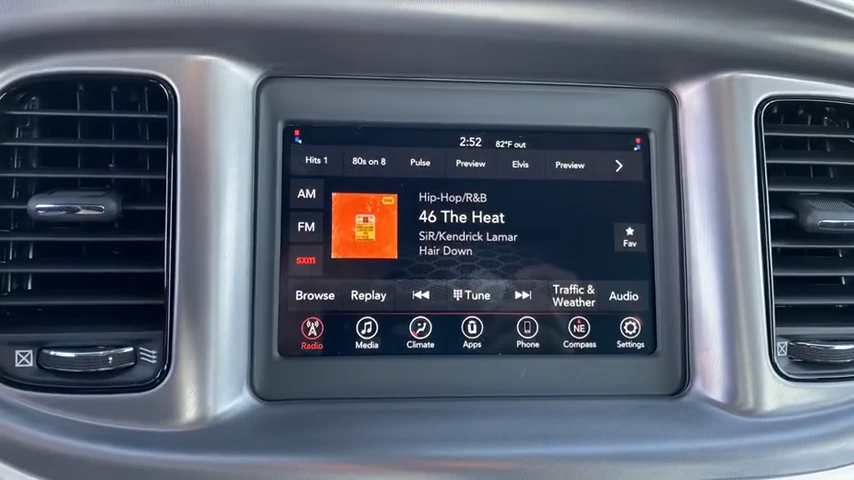 2:52 82°F out
Hits 1 80s on 8 Pulse Preview Elvis Preview
AM
FM
sxm
Hip-Hop/R&B
46 The Heat
SiR/Kendrick Lamar
Hair Down
Fav
Browse Replay Tune Traffic & Weather Audio
Radio Media Climate Apps Phone NE Compass Settings